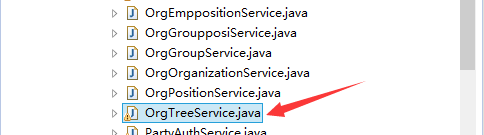 OrgEmppositionService.java
OrgGroupposiService.java
OrgGroupService.java
OrgOrganizationService.java
OrgPositionService.java
OrgTreeService.java
PartyAuthService.java